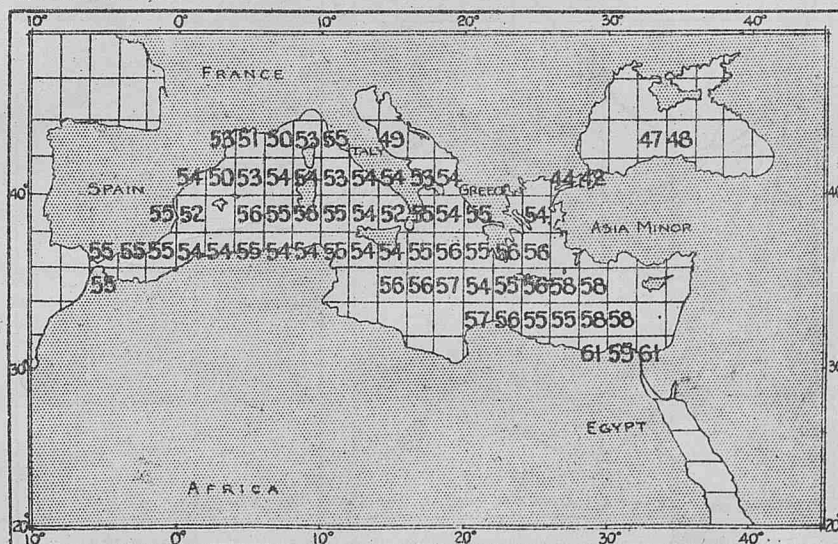 10° 0° 10° 20° 30° 40°
FRANCE
53 51 50 53 55 49 47 48
ITALY
40° SPAIN 54 50 53 54 54 53 54 54 53 54 GREECE 44 42 40°
55 52 56 55 56 55 54 52 55 54 55 54 ASIA MINOR
55 55 55 54 54 55 54 54 55 54 54 55 56 55 56 56
55 56 56 57 54 55 56 58 58
57 56 55 55 58 58
30° 61 55 61 30°
EGYPT
AFRICA
20° 20°
10° 0° 10° 20° 30° 40°